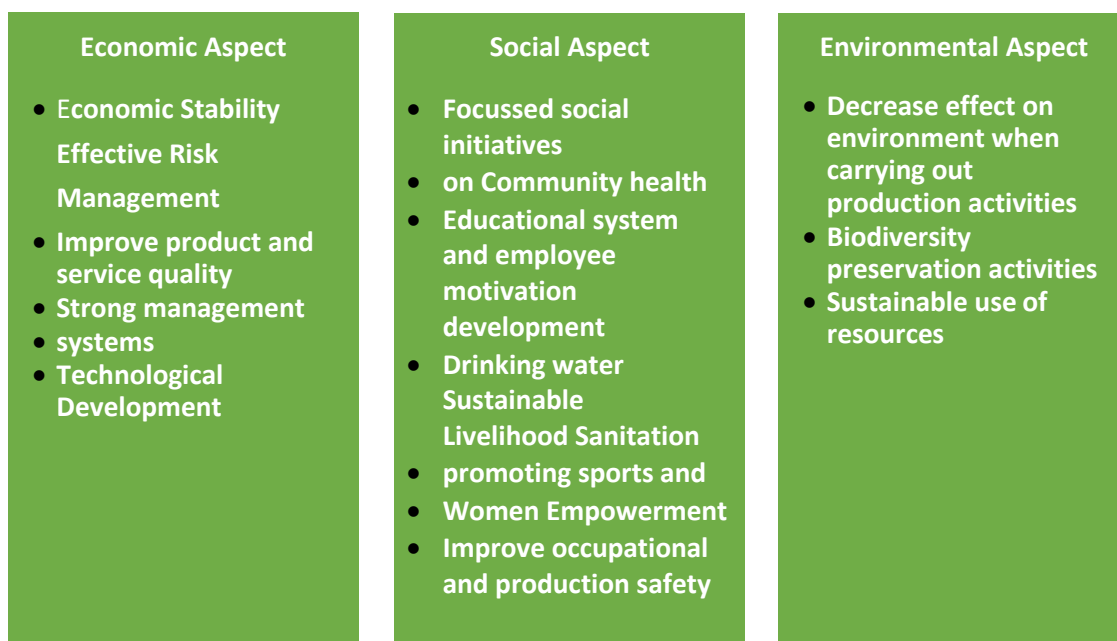 Economic Aspect
• Economic Stability
Effective Risk
Management
• Improve product and
service quality
• Strong management
• systems
• Technological
Development
Social Aspect
• Focussed social
initiatives
• on Community health
• Educational system
and employee
motivation
development
• Drinking water
Sustainable
Livelihood Sanitation
• promoting sports and
• Women Empowerment
• Improve occupational
and production safety
Environmental Aspect
• Decrease effect on
environment when
carrying out
production activities
• Biodiversity
preservation activities
• Sustainable use of
resources